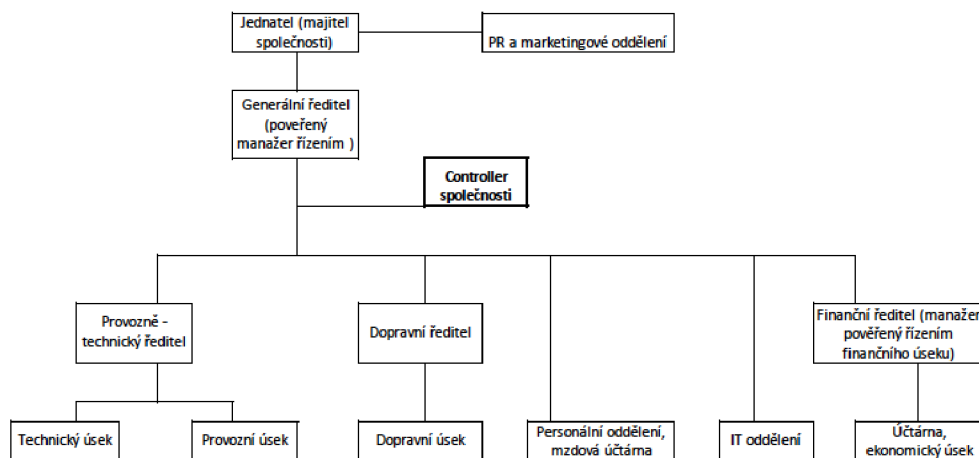 Jednatel (majitel
společnosti)
PR a marketingové oddělení
Generální ředitel
(poveřený
manažer řízením )
Controller
společnosti
Provozně -
technický ředitel
Dopravní ředitel
Finanční ředitel (manažer
pověřený řízením
finančního úseku)
Technický úsek
Provozní úsek
Dopravní úsek
Personální oddělení,
mzdová účtárna
IT oddělení
Účtárna,
ekonomický úsek